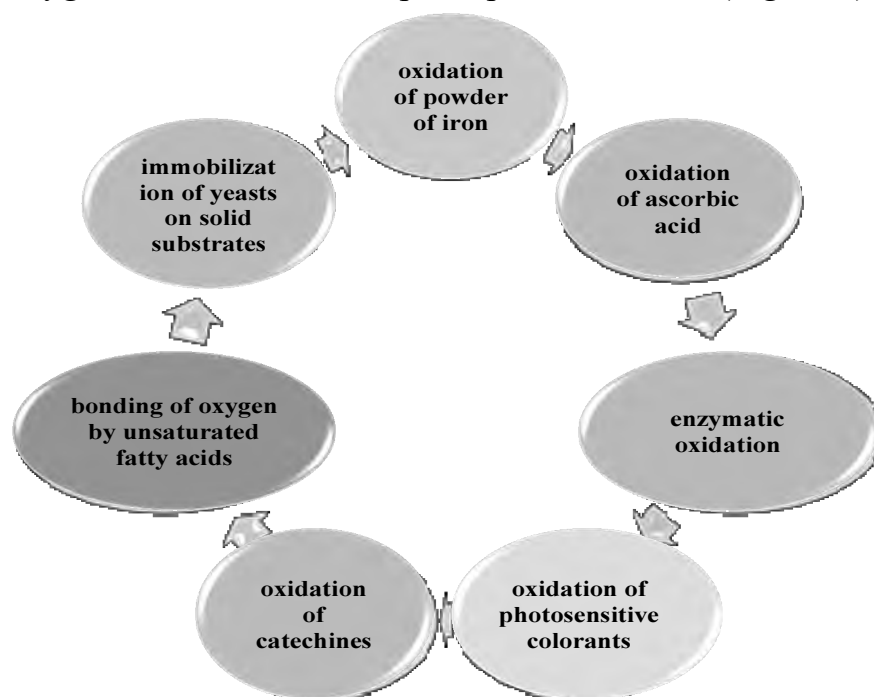 oxidation
of powder
of iron
oxidation
of ascorbic
acid
enzymatic
oxidation
oxidation of
photosensitive
colorants
oxidation
of
catechines
bonding of oxygen
by unsaturated
fatty acids
immobilizat
ion of yeasts
on solid
substrates